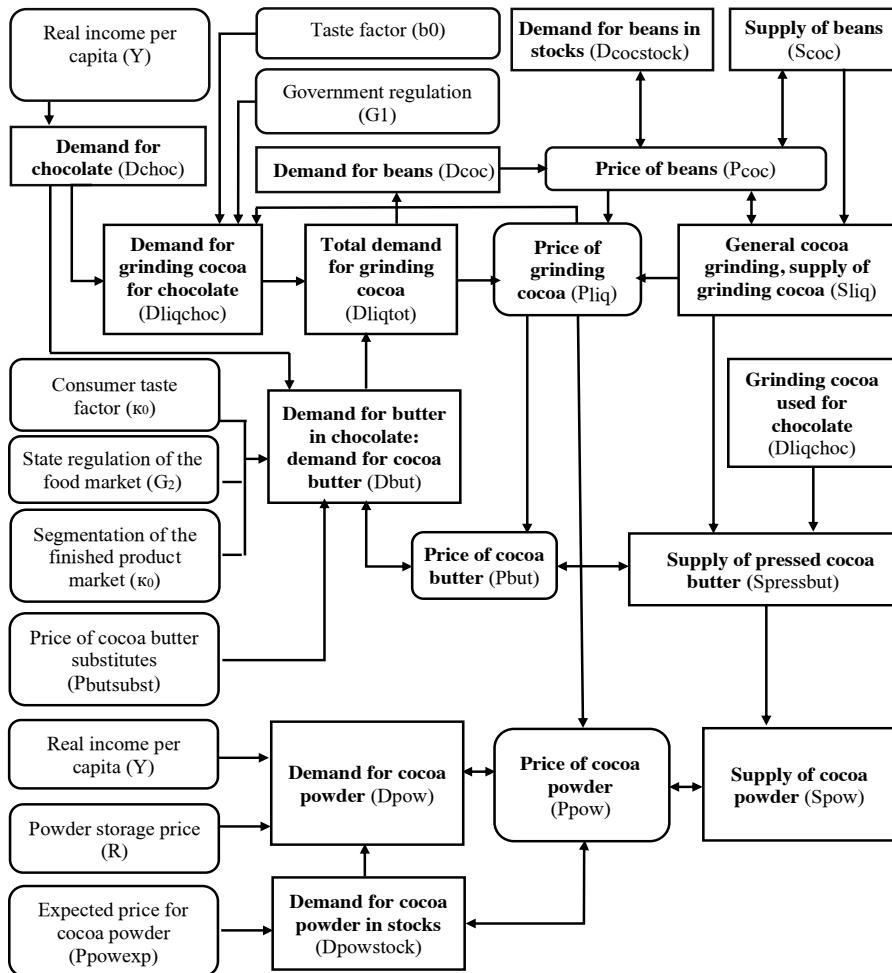 Real income per
capita (Y)
Taste factor (b0)
Demand for beans in
stocks (Dcocstock)
Supply of beans
(Scoc)
Government regulation
(G1)
Demand for
chocolate (Dchoc)
Demand for beans (Dcoc)
Price of beans (Pcoc)
Demand for
grinding cocoa
for chocolate
(Dliqchoc)
Total demand
for grinding
cocoa
(Dliqtot)
Price of
grinding
cocoa (Pliq)
General cocoa
grinding, supply of
grinding cocoa (Sliq)
Consumer taste
factor (κ0)
State regulation of the
food market (G2)
Segmentation of the
finished product
market (κ0)
Demand for butter
in chocolate:
demand for cocoa
butter (Dbut)
Grinding cocoa
used for
chocolate
(Dliqchoc)
Price of cocoa
butter (Pbut)
Supply of pressed cocoa
butter (Spressbut)
Price of cocoa butter
substitutes
(Pbutsubst)
Real income per
capita (Y)
Demand for cocoa
powder (Dpow)
Price of cocoa
powder
(Ppow)
Supply of cocoa
powder (Spow)
Powder storage price
(R)
Expected price for
cocoa powder
(Ppowexp)
Demand for cocoa
powder in stocks
(Dpowstock)